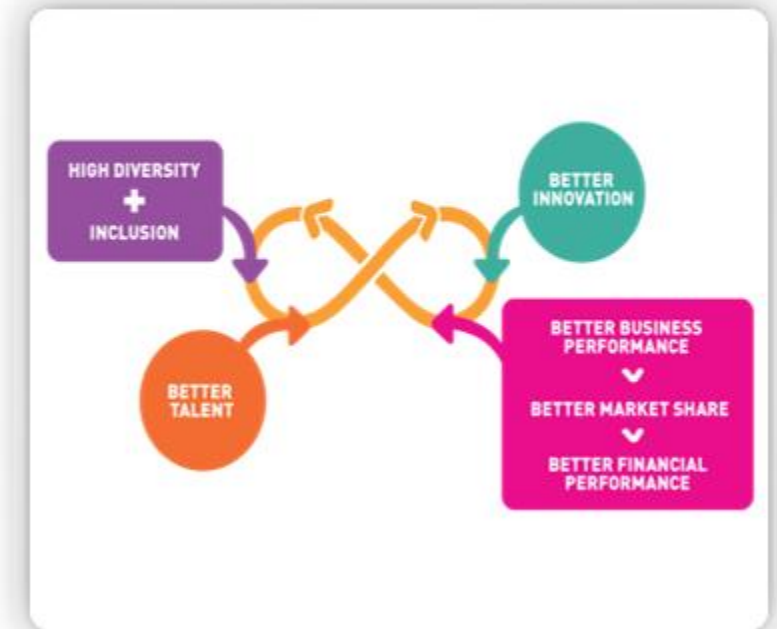 HIGH DIVERSITY
+
INCLUSION
BETTER
TALENT
BETTER
INNOVATION
BETTER BUSINESS
PERFORMANCE
BETTER MARKET SHARE
BETTER FINANCIAL
PERFORMANCE